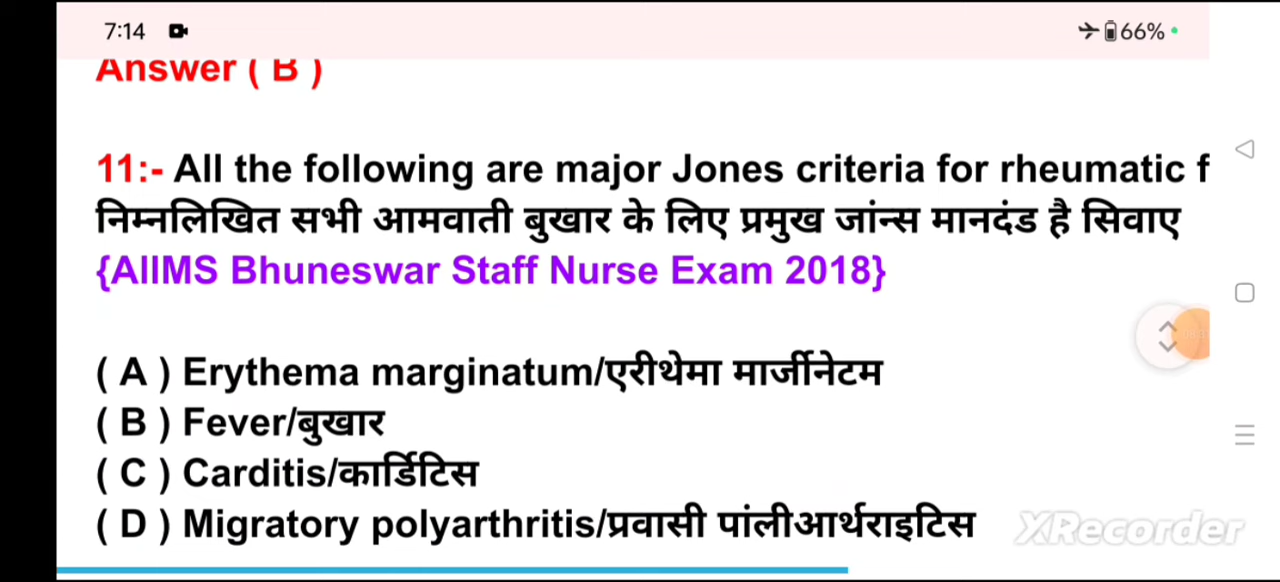 7:14
66%
Answer ( B )
11:- All the following are major Jones criteria for rheumatic f
निम्नलिखित सभी आमवाती बुखार के लिए प्रमुख जांन्स मानदंड है सिवाए
{AIIMS Bhuneswar Staff Nurse Exam 2018}
( A ) Erythema marginatum/एरीथेमा मार्जीनेटम
( B ) Fever/बुखार
( C ) Carditis/कार्डिटिस
( D ) Migratory polyarthritis/प्रवासी पांलीआर्थराइटिस
XRecorder